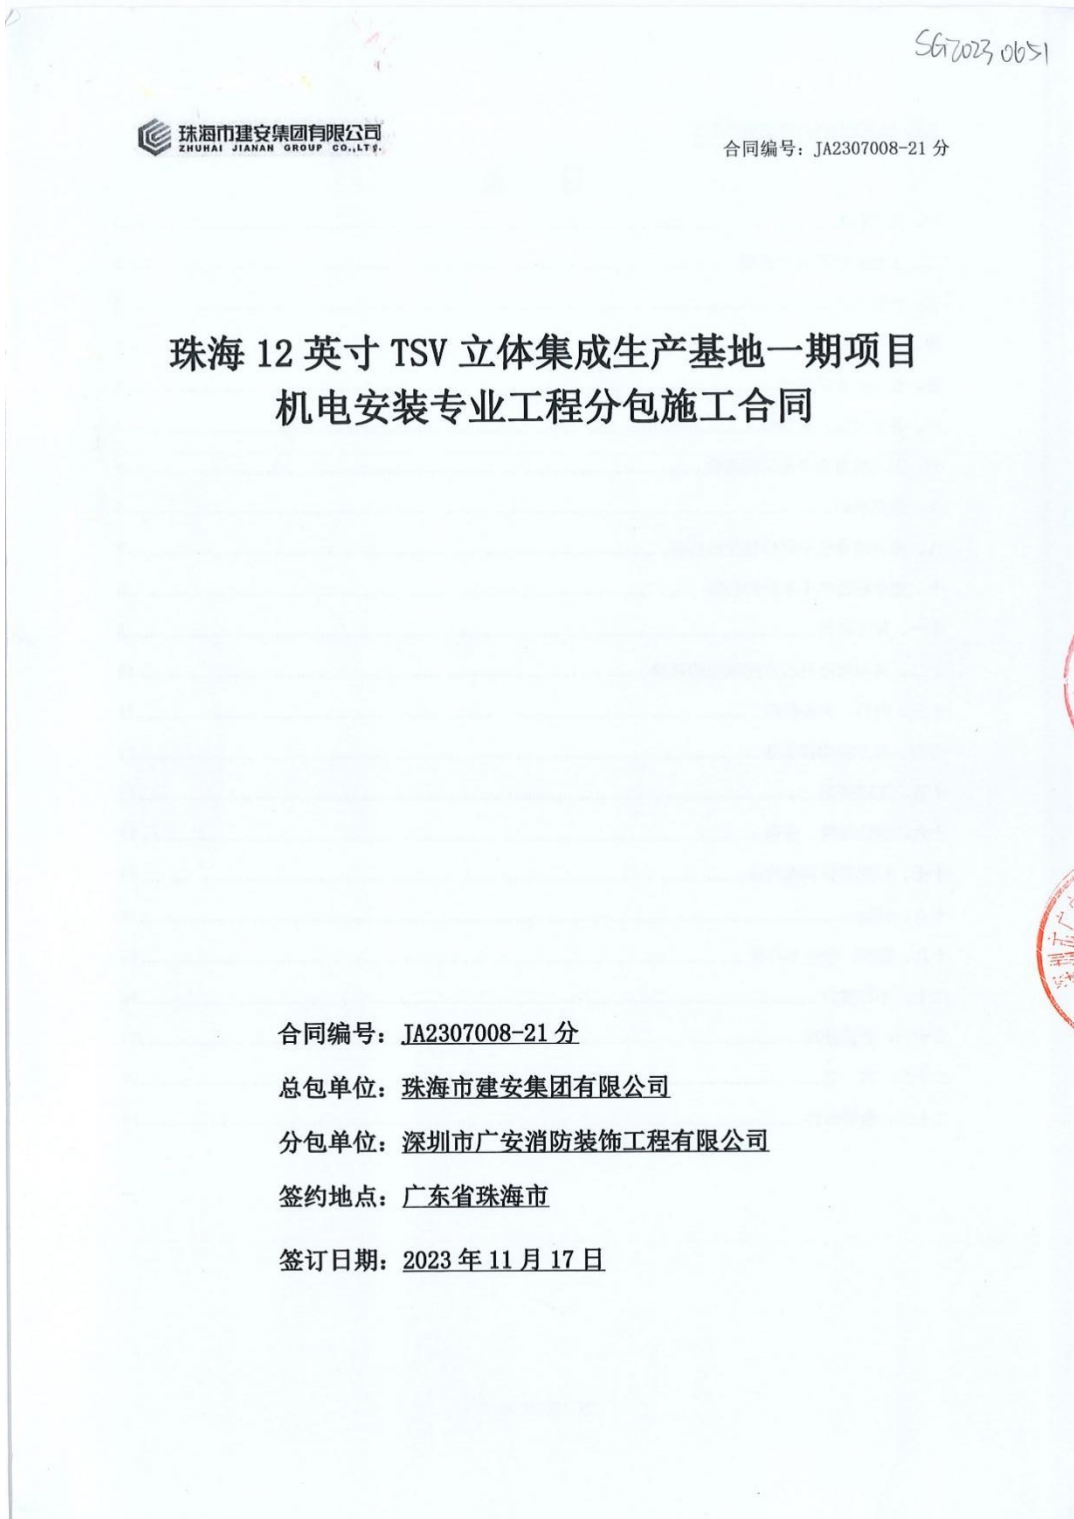 SG20230651
珠海市建安集团有限公司
ZHUHAI JIANAN GROUP CO.,LTD.
合同编号：JA2307008-21 分
珠海 12 英寸 TSV 立体集成生产基地一期项目
机电安装专业工程分包施工合同
合同编号：JA2307008-21 分
总包单位：珠海市建安集团有限公司
分包单位：深圳市广安消防装饰工程有限公司
签约地点：广东省珠海市
签订日期：2023 年 11 月 17 日
深圳市广安